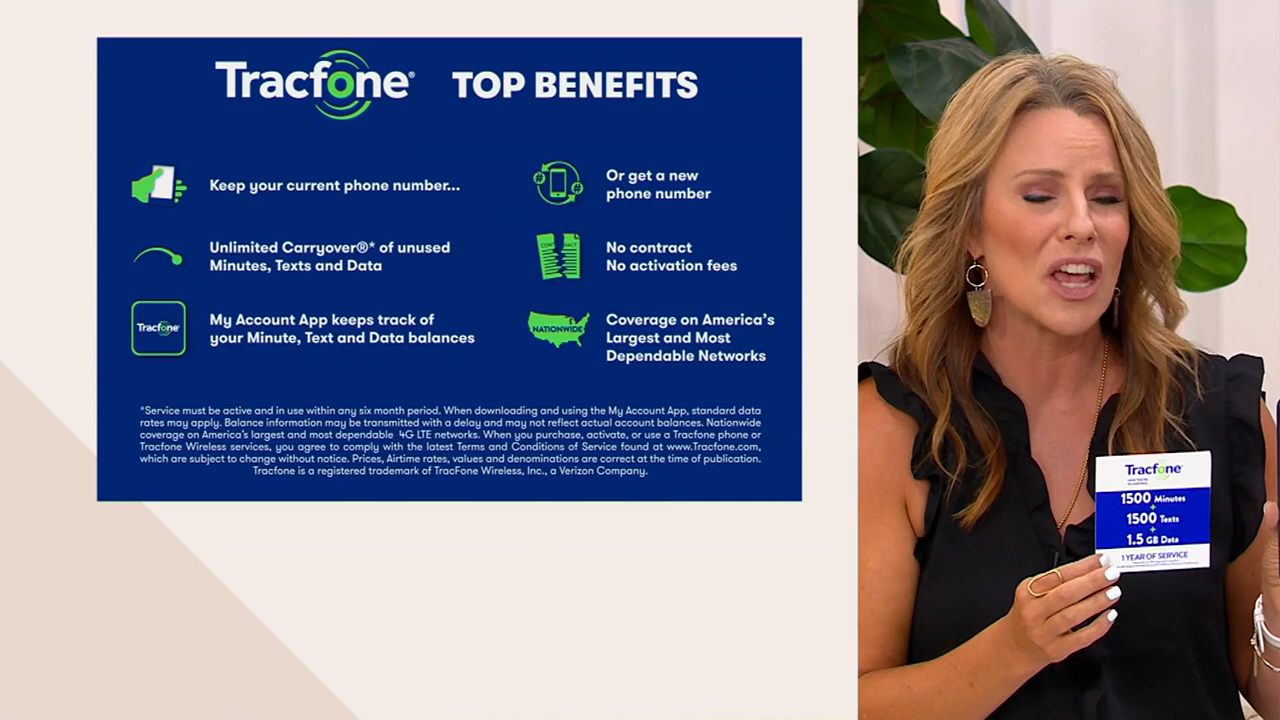 Tracfone® TOP BENEFITS
Keep your current phone number...
Or get a new
phone number
Unlimited Carryover®* of unused
Minutes, Texts and Data
CONTRACT
No contract
No activation fees
Tracfone
My Account App keeps track of
your Minute, Text and Data balances
NATIONWIDE
Coverage on America's
Largest and Most
Dependable Networks
*Service must be active and in use within any six month period. When downloading and using the My Account App, standard data
rates may apply. Balance information may be transmitted with a delay and may not reflect actual account balances. Nationwide
coverage on America's largest and most dependable 4G LTE networks. When you purchase, activate, or use a Tracfone phone or
Tracfone Wireless services, you agree to comply with the latest Terms and Conditions of Service found at www.Tracfone.com,
which are subject to change without notice. Prices, Airtime rates, values and denominations are correct at the time of publication.
Tracfone is a registered trademark of TracFone Wireless, Inc., a Verizon Company.
Tracfone
1500 Minutes
+
1500 Texts
+
1.5 GB Data
1 YEAR OF SERVICE